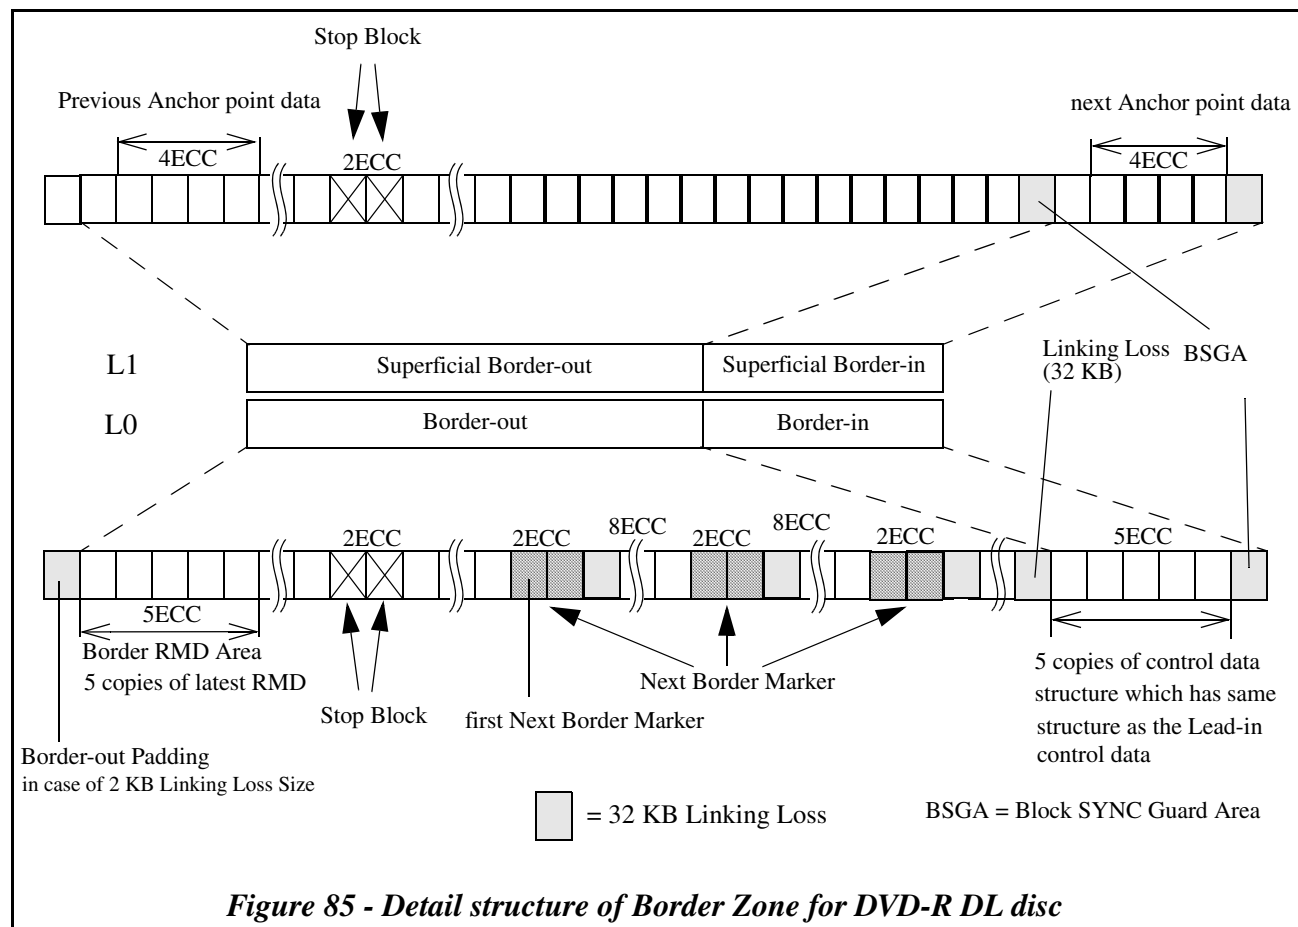 Stop Block
Previous Anchor point data
next Anchor point data
4ECC
2ECC
4ECC
L1
Superficial Border-out
Superficial Border-in
Linking Loss
(32 KB)
BSGA
L0
Border-out
Border-in
2ECC
2ECC
8ECC
2ECC
8ECC
2ECC
5ECC
5ECC
Border RMD Area
5 copies of latest RMD
Stop Block
first Next Border Marker
Next Border Marker
5 copies of control data
structure which has same
structure as the Lead-in
control data
Border-out Padding
in case of 2 KB Linking Loss Size
= 32 KB Linking Loss
BSGA = Block SYNC Guard Area
Figure 85 - Detail structure of Border Zone for DVD-R DL disc